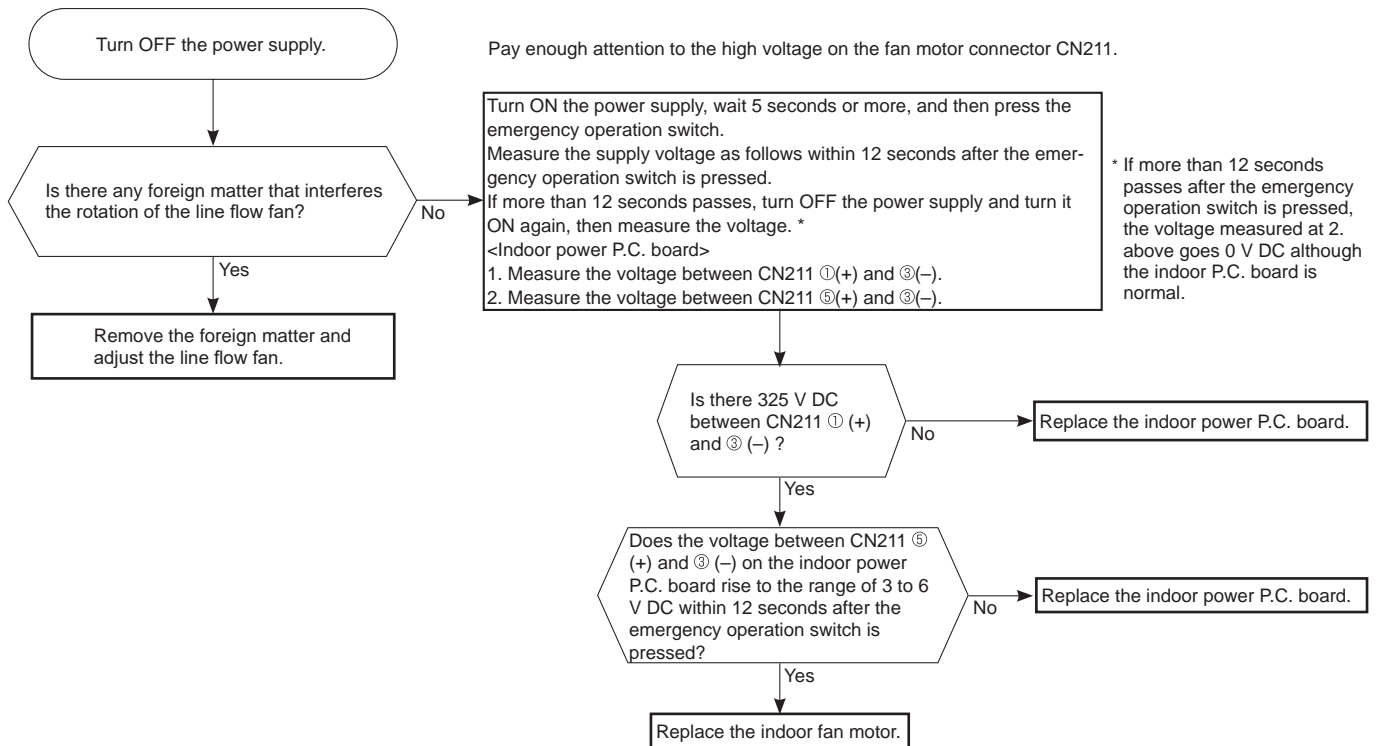 Turn OFF the power supply.
Pay enough attention to the high voltage on the fan motor connector CN211.
Is there any foreign matter that interferes
the rotation of the line flow fan?
No
Yes
Remove the foreign matter and
adjust the line flow fan.
Turn ON the power supply, wait 5 seconds or more, and then press the
emergency operation switch.
Measure the supply voltage as follows within 12 seconds after the emer-
gency operation switch is pressed.
If more than 12 seconds passes, turn OFF the power supply and turn it
ON again, then measure the voltage. *
<Indoor power P.C. board>
1. Measure the voltage between CN211 ①(+) and ③(–).
2. Measure the voltage between CN211 ⑤(+) and ③(–).
* If more than 12 seconds
passes after the emergency
operation switch is pressed,
the voltage measured at 2.
above goes 0 V DC although
the indoor P.C. board is
normal.
Is there 325 V DC
between CN211 ① (+)
and ③ (–) ?
No
Replace the indoor power P.C. board.
Yes
Does the voltage between CN211 ⑤
(+) and ③ (–) on the indoor power
P.C. board rise to the range of 3 to 6
V DC within 12 seconds after the
emergency operation switch is
pressed?
No
Replace the indoor power P.C. board.
Yes
Replace the indoor fan motor.